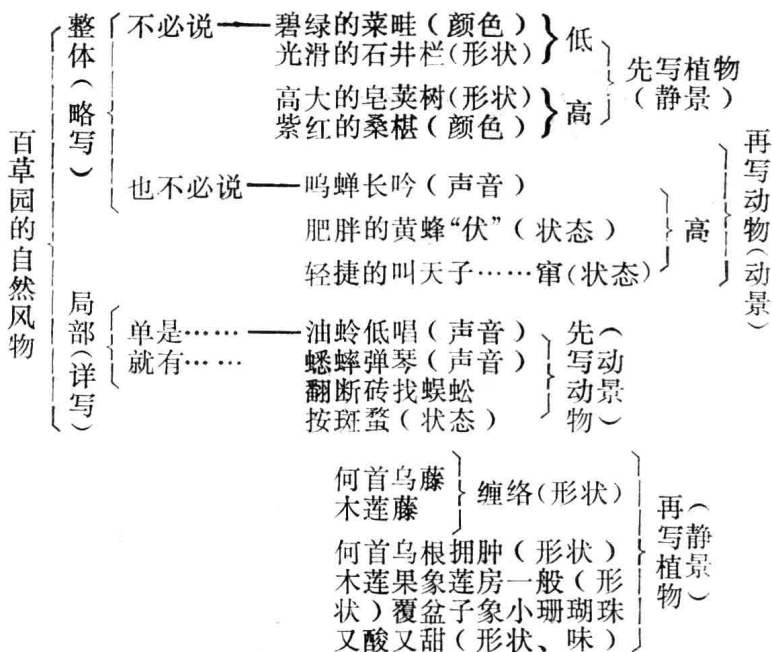 百草园的自然风物
整体（略写）
不必说——碧绿的菜畦（颜色）
光滑的石井栏（形状）
低
高大的皂荚树（形状）
紫红的桑椹（颜色）
高
先写植物
（静景）
也不必说——鸣蝉长吟（声音）
肥胖的黄蜂“伏”（状态）
轻捷的叫天子……窜（状态）
高
再写动物（动景）
局部（详写）
单是……——油蛉低唱（声音）
就有……
蟋蟀弹琴（声音）
翻断砖找蜈蚣
按斑蝥（状态）
先写动物
（动景）
何首乌藤
木莲藤
缠络（形状）
何首乌根拥肿（形状）
木莲果象莲房一般（形
状）覆盆子象小珊瑚珠
又酸又甜（形状、味）
再写植物
（静景）